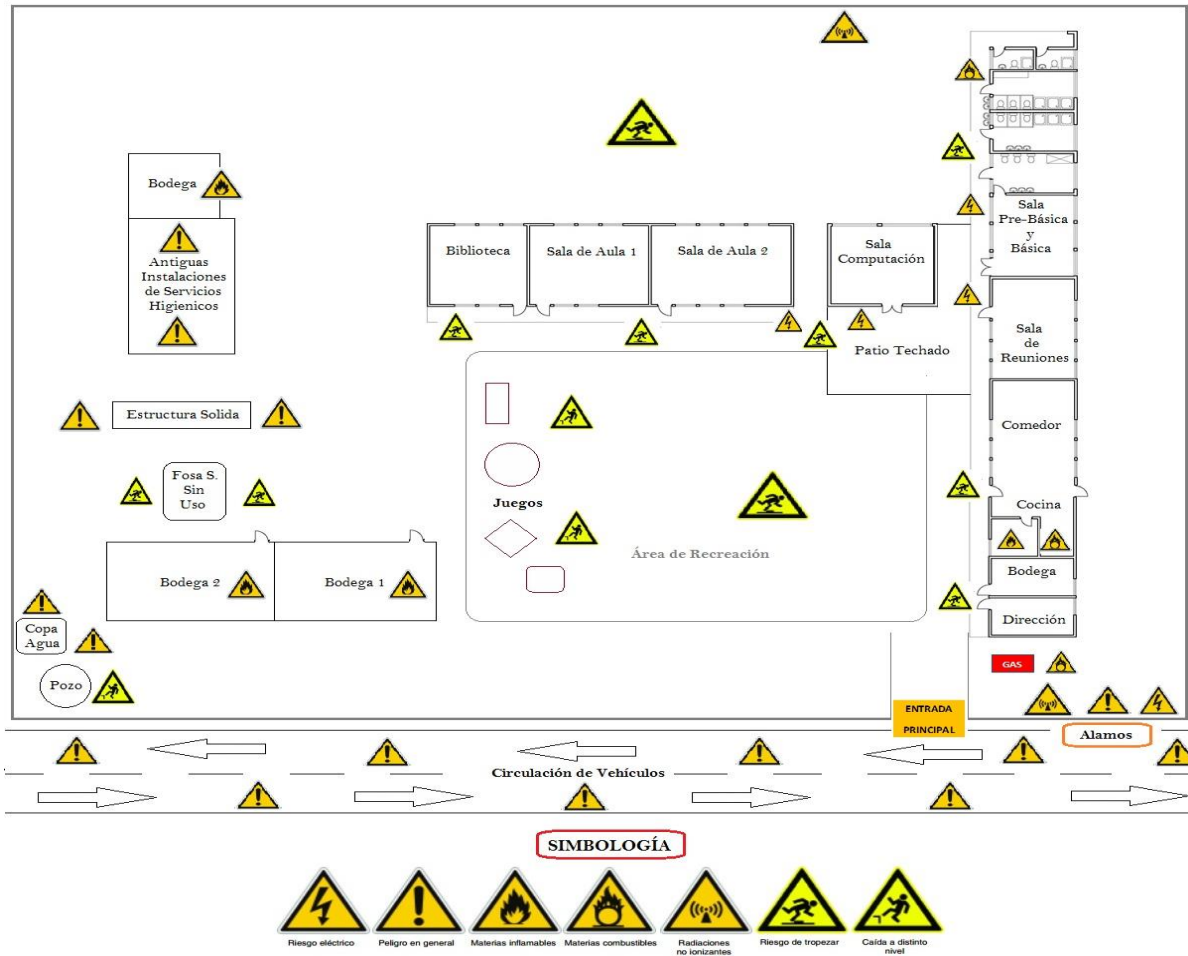 Bodega
Antiguas
Instalaciones
de Servicios
Higienicos
Biblioteca
Sala de Aula 1
Sala de Aula 2
Sala
Computación
Patio Techado
Sala
Pre-Básica
y
Básica
Sala
de
Reuniones
Comedor
Cocina
Bodega
Dirección
Estructura Solida
Fosa S.
Sin
Uso
Juegos
Área de Recreación
Bodega 2
Bodega 1
Copa
Agua
Pozo
GAS
ENTRADA
PRINCIPAL
Alamos
Circulación de Vehículos
SIMBOLOGÍA
Riesgo eléctrico
Peligro en general
Materias inflamables
Materias combustibles
Radiaciones
no ionizantes
Riesgo de tropezar
Caída a distinto
nivel